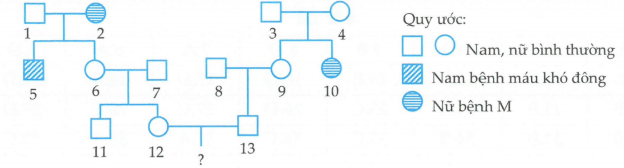 1 2 3 4
5 6 7 8 9 10
11 12 13
?
Quy ước:
Nam, nữ bình thường
Nam bệnh máu khó đông
Nữ bệnh M